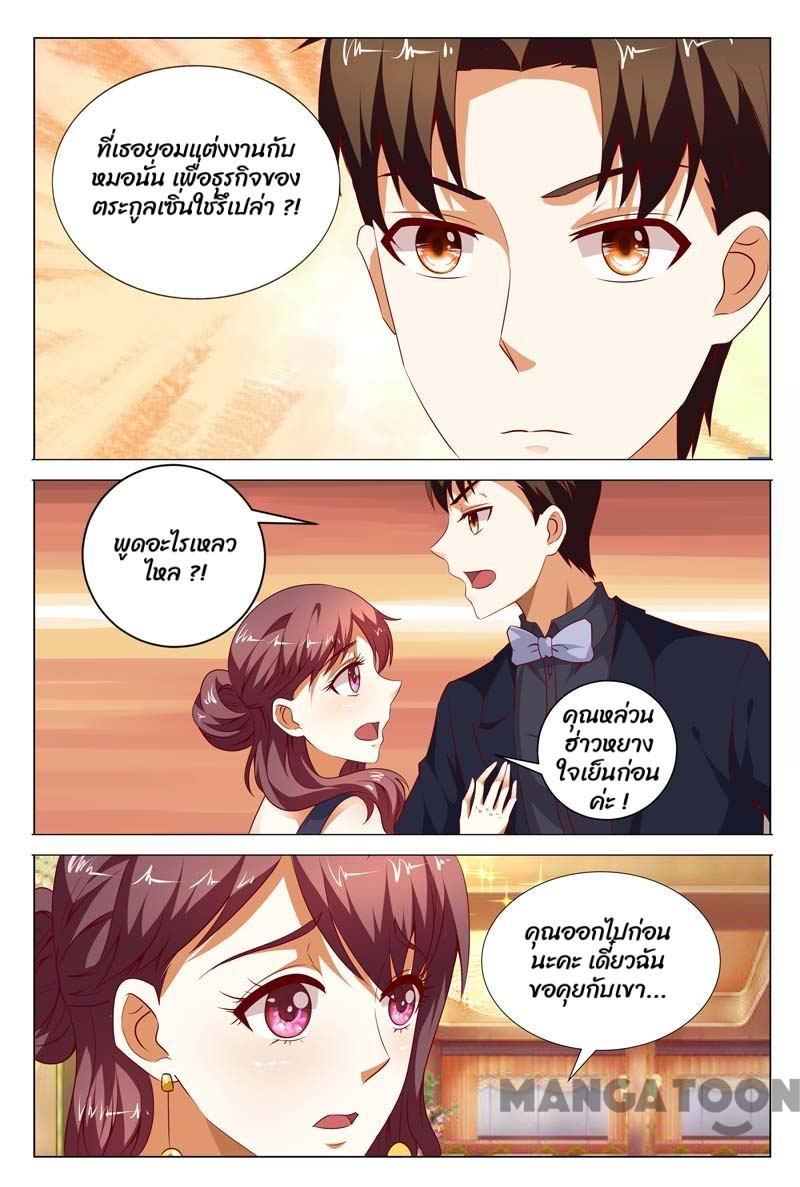 ที่เธอยอมแต่งงานกับ
หมอนั่น เพื่อธุรกิจของ
ตระกูลเซิ่นใช่รึเปล่า ?!
พูดอะไรเหลว
ไหล ?!
คุณหล่วน
ฮ่าวหยาง
ใจเย็นก่อน
ค่ะ !
คุณออกไปก่อน
นะคะ เดี๋ยวฉัน
ขอคุยกับเขา...
MANGATOON